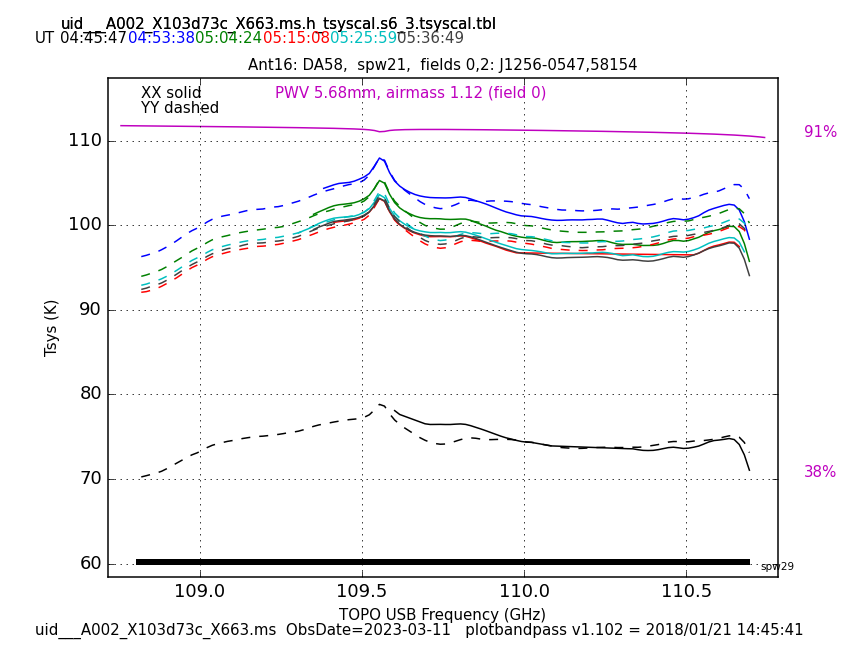 uid___A002_X103d73c_X663.ms.h_tsyscal.s6_3.tsyscal.tbl
UT 04:45:47 04:53:38 05:04:24 05:15:08 05:25:59 05:36:49
Ant16: DA58,  spw21,  fields 0,2: J1256-0547,58154
XX solid
PWV 5.68mm, airmass 1.12 (field 0)
YY dashed
91%
110
100
90
80
70
60
Tsys (K)
38%
spw29
109.0
109.5
110.0
110.5
TOPO USB Frequency (GHz)
uid___A002_X103d73c_X663.ms  ObsDate=2023-03-11   plotbandpass v1.102 = 2018/01/21 14:45:41